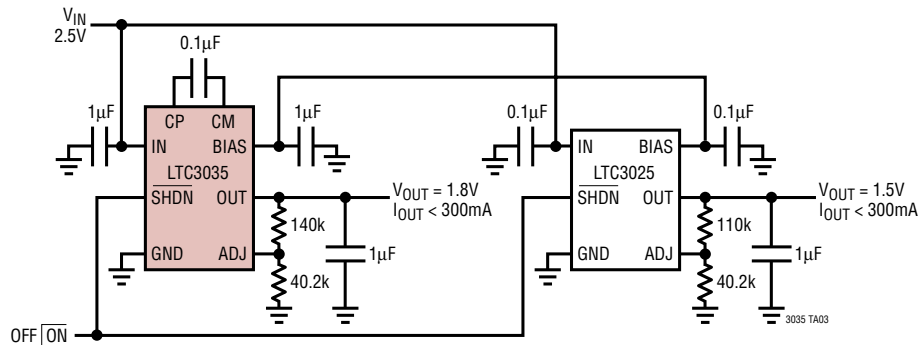 VIN
2.5V
0.1µF
1µF
CP CM
IN BIAS
LTC3035
SHDN OUT
GND ADJ
1µF
VOUT = 1.8V
IOUT < 300mA
140k
40.2k
1µF
0.1µF
IN BIAS
LTC3025
SHDN OUT
GND ADJ
0.1µF
VOUT = 1.5V
IOUT < 300mA
110k
40.2k
1µF
OFF ON
3035 TA03